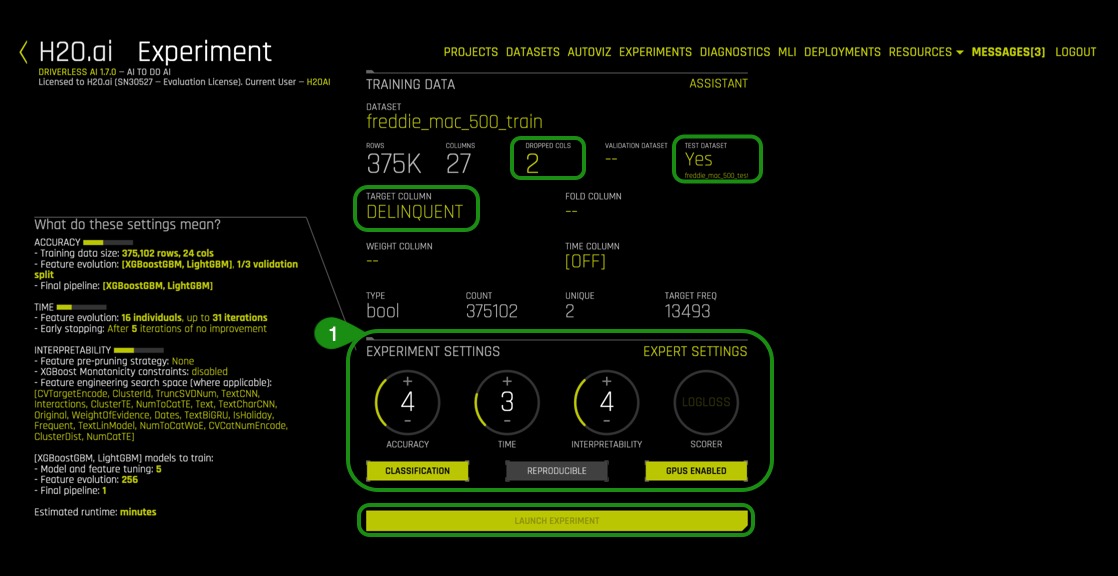 H2O.ai Experiment
PROJECTS DATASETS AUTOVIZ EXPERIMENTS DIAGNOSTICS MLI DEPLOYMENTS RESOURCES MESSAGES[3] LOGOUT
DRIVERLESS AI 1.7.0 – AI TO DO AI
Licensed to H2O.ai (SN30527 – Evaluation License). Current User – H2OAI
TRAINING DATA ASSISTANT
DATASET
freddie_mac_500_train
ROWS COLUMNS DROPPED COLS VALIDATION DATASET TEST DATASET
375K 27 2 -- Yes
freddie_mac_500_test
TARGET COLUMN FOLD COLUMN
DELINQUENT --
WEIGHT COLUMN TIME COLUMN
-- [OFF]
TYPE COUNT UNIQUE TARGET FREQ
bool 375102 2 13493
What do these settings mean?
ACCURACY
- Training data size: 375,102 rows, 24 cols
- Feature evolution: [XGBoostGBM, LightGBM], 1/3 validation
split
- Final pipeline: [XGBoostGBM, LightGBM]
TIME
- Feature evolution: 16 individuals, up to 31 iterations
- Early stopping: After 5 iterations of no improvement
INTERPRETABILITY
- Feature pre-pruning strategy: None
- XGBoost Monotonicity constraints: disabled
- Feature engineering search space (where applicable):
[CVTargetEncode, ClusterId, TruncSVDNum, TextCNN,
Interactions, ClusterTE, NumToCatTE, Text, TextCharCNN,
Original, WeightOfEvidence, Dates, TextBiGRU, IsHoliday,
Frequent, TextLinModel, NumToCatWoE, CVCatNumEncode,
ClusterDist, NumCatTE]
[XGBoostGBM, LightGBM] models to train:
- Model and feature tuning: 5
- Feature evolution: 256
- Final pipeline: 1
Estimated runtime: minutes
1
EXPERIMENT SETTINGS EXPERT SETTINGS
+ + +
4 3 4 LOGLOSS
- - -
ACCURACY TIME INTERPRETABILITY SCORER
CLASSIFICATION REPRODUCIBLE GPUS ENABLED
LAUNCH EXPERIMENT